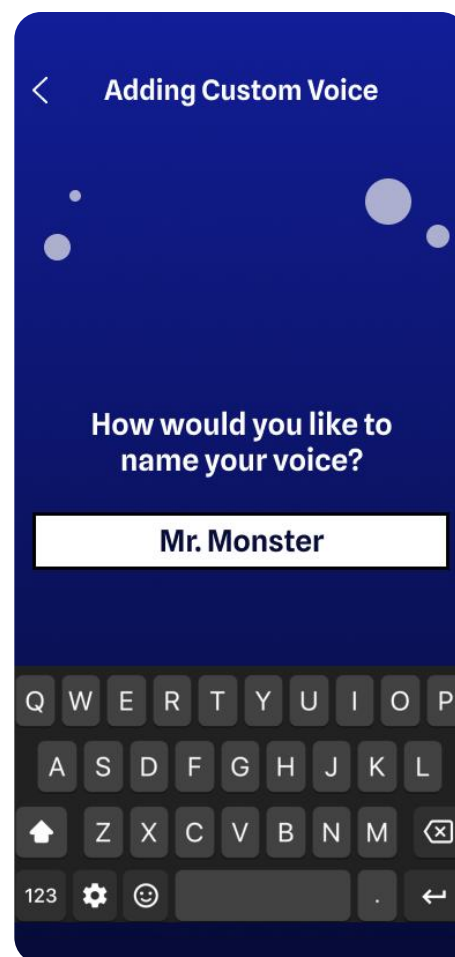 Adding Custom Voice
How would you like to
name your voice?
Mr. Monster
Q W E R T Y U I O P
A S D F G H J K L
Z X C V B N M
123 .